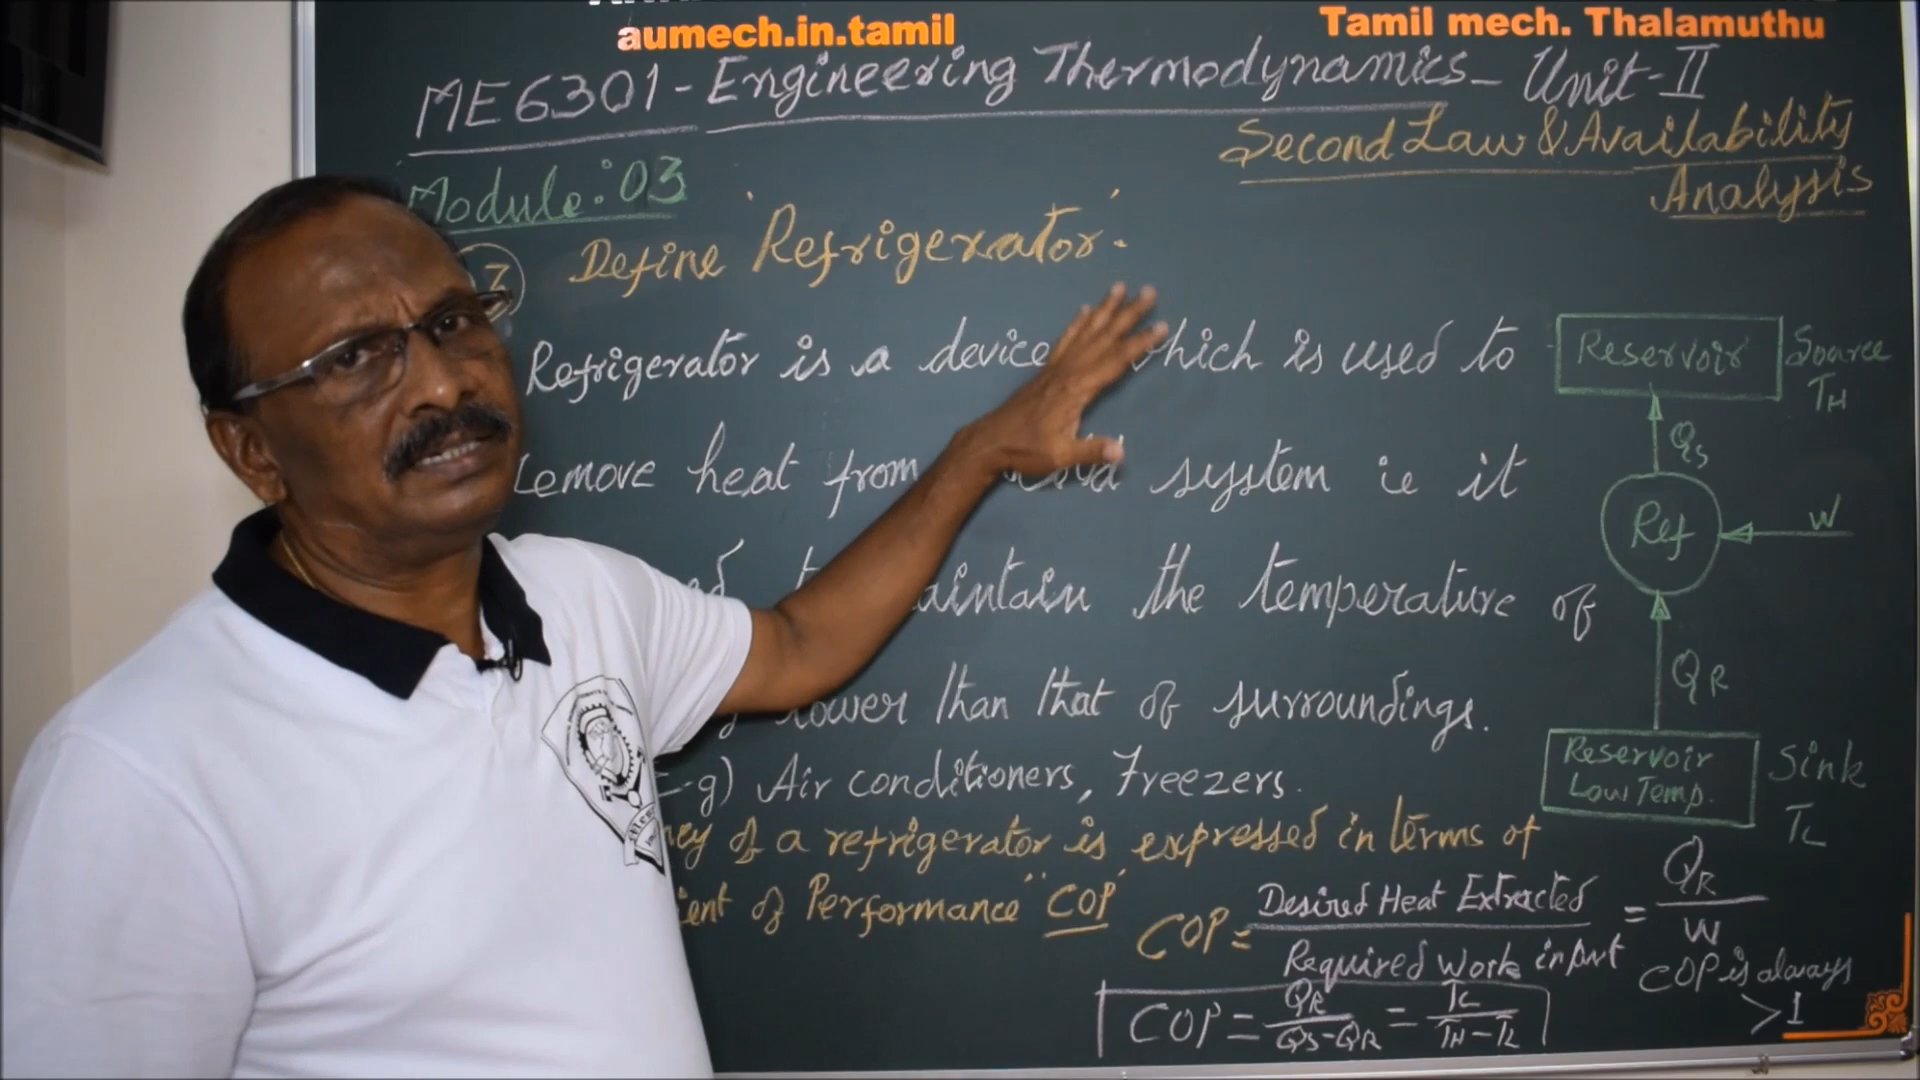 aumech.in.tamil
Tamil mech. Thalamuthu
ME6301-Engineering Thermodynamics- Unit-II
Second Law & Availability
Analysis
Module:03
Define 'Refrigerator'.
Refrigerator is a device which is used to
remove heat from system ie it
maintain the temperature of
lower than that of surroundings.
E-g) Air conditioners, Freezers.
of a refrigerator is expressed in terms of
of Performance "COP"
COP = Desired Heat Extracted / Required Work input = QR / W
COP is always
>1
COP = QR / QS-QR = TL / TH-TL
Reservoir
Source
TH
QS
Ref
W
QR
Reservoir
Low Temp.
Sink
TL